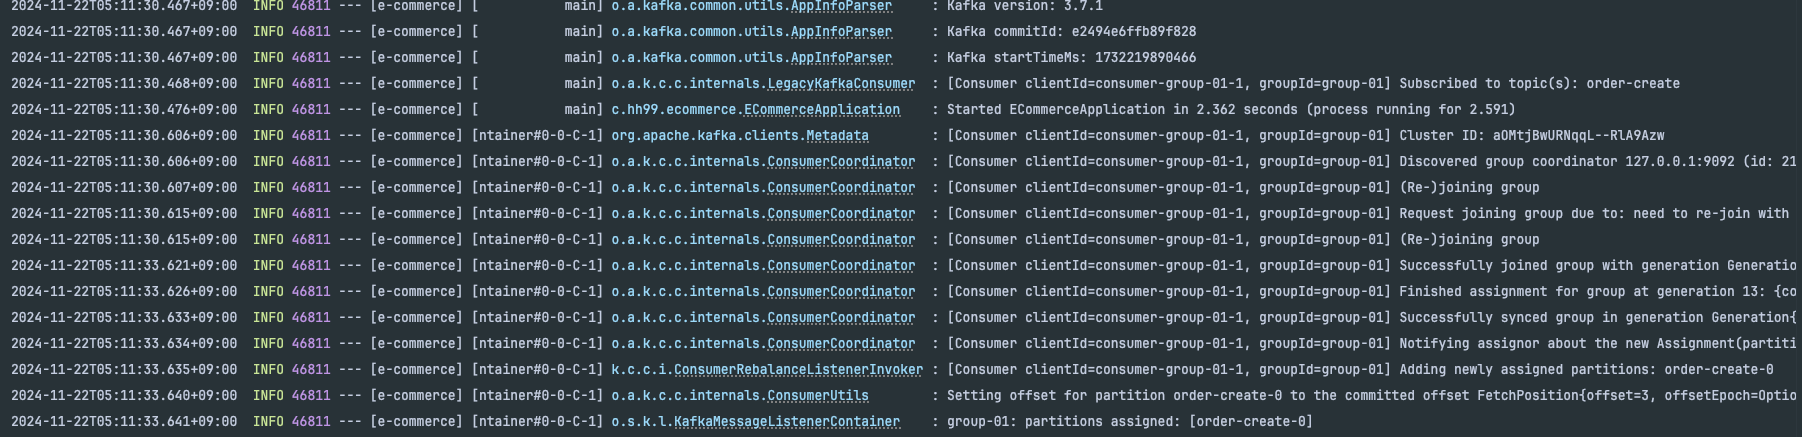 2024-11-22T05:11:30.467+09:00  INFO 46811 --- [e-commerce] [           main] o.a.kafka.common.utils.AppInfoParser     : Kafka version: 3.7.1
2024-11-22T05:11:30.467+09:00  INFO 46811 --- [e-commerce] [           main] o.a.kafka.common.utils.AppInfoParser     : Kafka commitId: e2494e6ffb89f828
2024-11-22T05:11:30.467+09:00  INFO 46811 --- [e-commerce] [           main] o.a.kafka.common.utils.AppInfoParser     : Kafka startTimeMs: 1732219890466
2024-11-22T05:11:30.468+09:00  INFO 46811 --- [e-commerce] [           main] o.a.k.c.c.internals.LegacyKafkaConsumer  : [Consumer clientId=consumer-group-01-1, groupId=group-01] Subscribed to topic(s): order-create
2024-11-22T05:11:30.476+09:00  INFO 46811 --- [e-commerce] [           main] c.hh99.ecommerce.ECommerceApplication    : Started ECommerceApplication in 2.362 seconds (process running for 2.591)
2024-11-22T05:11:30.606+09:00  INFO 46811 --- [e-commerce] [ntainer#0-0-C-1] org.apache.kafka.clients.Metadata        : [Consumer clientId=consumer-group-01-1, groupId=group-01] Cluster ID: aOMtjBwURNqqL--RlA9Azw
2024-11-22T05:11:30.606+09:00  INFO 46811 --- [e-commerce] [ntainer#0-0-C-1] o.a.k.c.c.internals.ConsumerCoordinator  : [Consumer clientId=consumer-group-01-1, groupId=group-01] Discovered group coordinator 127.0.0.1:9092 (id: 21
2024-11-22T05:11:30.607+09:00  INFO 46811 --- [e-commerce] [ntainer#0-0-C-1] o.a.k.c.c.internals.ConsumerCoordinator  : [Consumer clientId=consumer-group-01-1, groupId=group-01] (Re-)joining group
2024-11-22T05:11:30.615+09:00  INFO 46811 --- [e-commerce] [ntainer#0-0-C-1] o.a.k.c.c.internals.ConsumerCoordinator  : [Consumer clientId=consumer-group-01-1, groupId=group-01] Request joining group due to: need to re-join with
2024-11-22T05:11:30.615+09:00  INFO 46811 --- [e-commerce] [ntainer#0-0-C-1] o.a.k.c.c.internals.ConsumerCoordinator  : [Consumer clientId=consumer-group-01-1, groupId=group-01] (Re-)joining group
2024-11-22T05:11:33.621+09:00  INFO 46811 --- [e-commerce] [ntainer#0-0-C-1] o.a.k.c.c.internals.ConsumerCoordinator  : [Consumer clientId=consumer-group-01-1, groupId=group-01] Successfully joined group with generation Generatio
2024-11-22T05:11:33.626+09:00  INFO 46811 --- [e-commerce] [ntainer#0-0-C-1] o.a.k.c.c.internals.ConsumerCoordinator  : [Consumer clientId=consumer-group-01-1, groupId=group-01] Finished assignment for group at generation 13: {co
2024-11-22T05:11:33.633+09:00  INFO 46811 --- [e-commerce] [ntainer#0-0-C-1] o.a.k.c.c.internals.ConsumerCoordinator  : [Consumer clientId=consumer-group-01-1, groupId=group-01] Successfully synced group in generation Generation{
2024-11-22T05:11:33.634+09:00  INFO 46811 --- [e-commerce] [ntainer#0-0-C-1] o.a.k.c.c.internals.ConsumerCoordinator  : [Consumer clientId=consumer-group-01-1, groupId=group-01] Notifying assignor about the new Assignment(partiti
2024-11-22T05:11:33.635+09:00  INFO 46811 --- [e-commerce] [ntainer#0-0-C-1] k.c.c.i.ConsumerRebalanceListenerInvoker : [Consumer clientId=consumer-group-01-1, groupId=group-01] Adding newly assigned partitions: order-create-0
2024-11-22T05:11:33.640+09:00  INFO 46811 --- [e-commerce] [ntainer#0-0-C-1] o.a.k.c.c.internals.ConsumerUtils        : Setting offset for partition order-create-0 to the committed offset FetchPosition{offset=3, offsetEpoch=Optio
2024-11-22T05:11:33.641+09:00  INFO 46811 --- [e-commerce] [ntainer#0-0-C-1] o.s.k.l.KafkaMessageListenerContainer    : group-01: partitions assigned: [order-create-0]